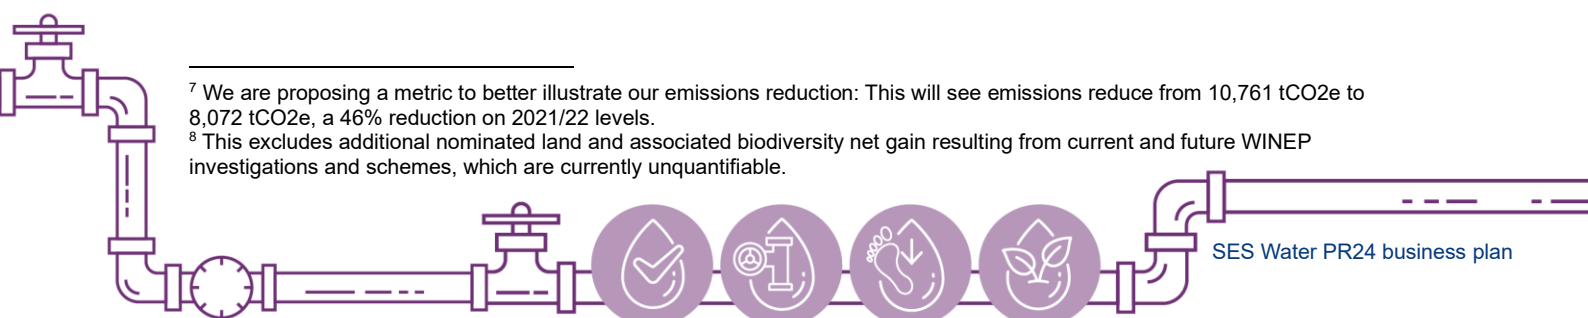 ⁷ We are proposing a metric to better illustrate our emissions reduction: This will see emissions reduce from 10,761 tCO2e to
8,072 tCO2e, a 46% reduction on 2021/22 levels.
⁸ This excludes additional nominated land and associated biodiversity net gain resulting from current and future WINEP
investigations and schemes, which are currently unquantifiable.
SES Water PR24 business plan